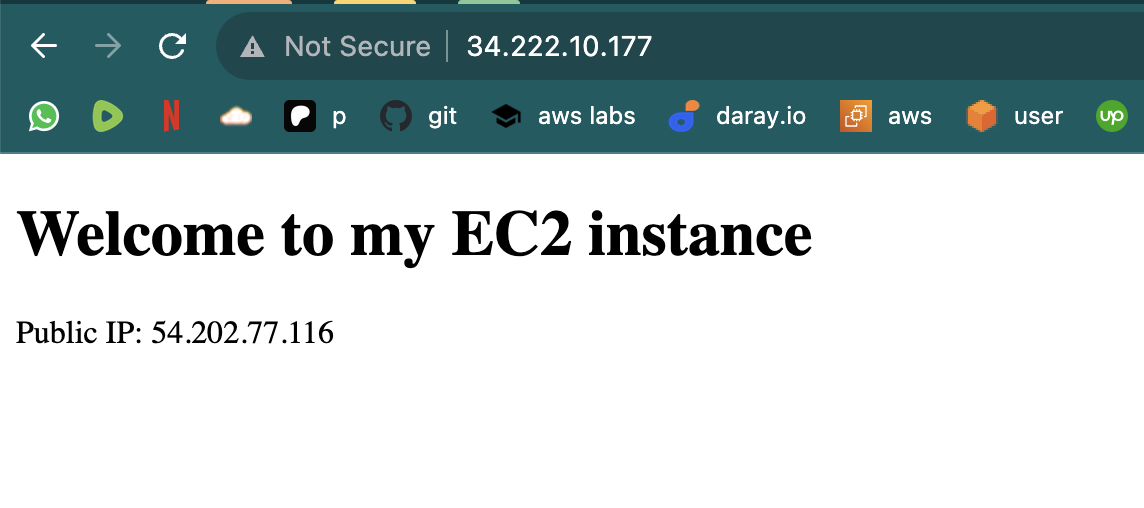 Not Secure 34.222.10.177
N p git aws labs daray.io aws user up
Welcome to my EC2 instance
Public IP: 54.202.77.116